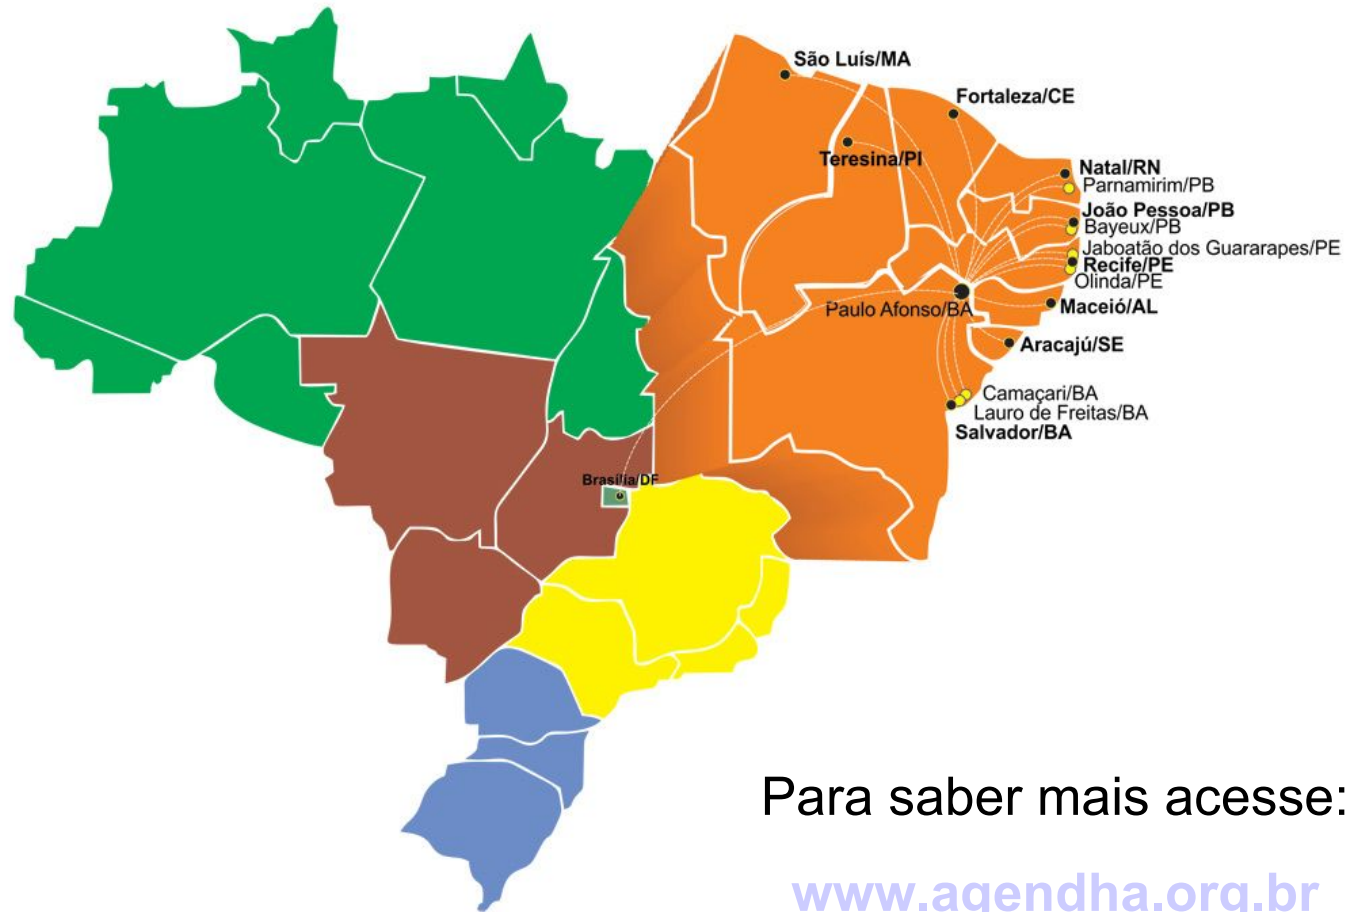 São Luís/MA
Fortaleza/CE
Teresina/PI
Natal/RN
Parnamirim/PB
João Pessoa/PB
Bayeux/PB
Jaboatão dos Guararapes/PE
Recife/PE
Olinda/PE
Paulo Afonso/BA
Maceió/AL
Aracajú/SE
Camaçari/BA
Lauro de Freitas/BA
Salvador/BA
Brasília/DF
Para saber mais acesse:
www.agendha.org.br